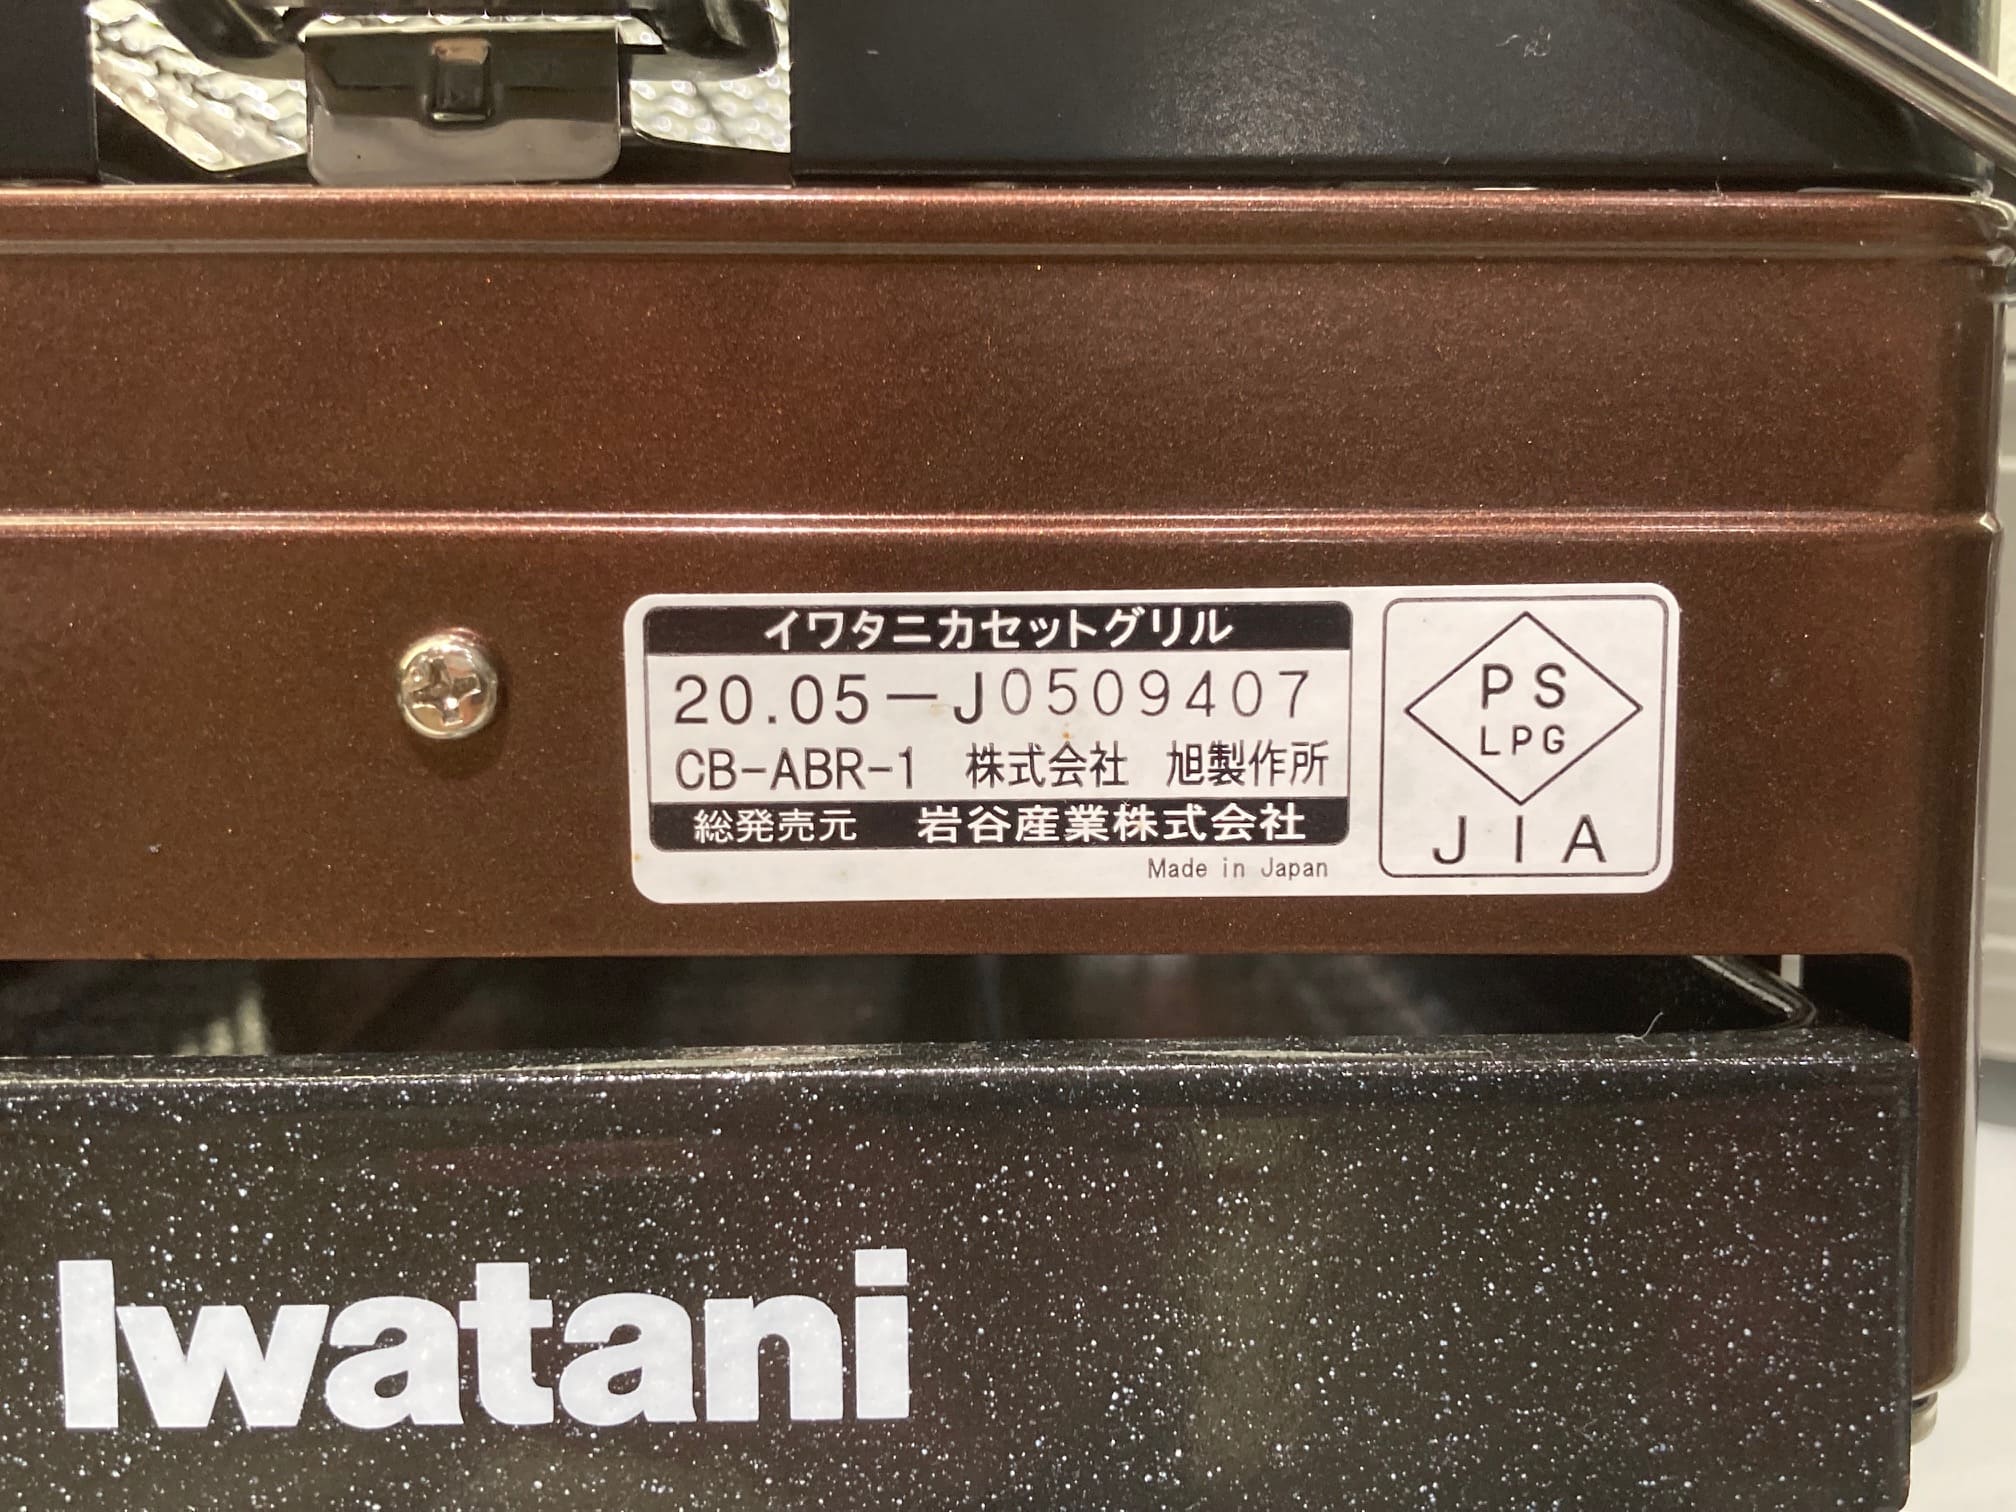 イワタニカセットグリル
20.05-J0509407
CB-ABR-1 株式会社 旭製作所
総発売元 岩谷産業株式会社
Made in Japan
PS
LPG
JIA
Iwatani